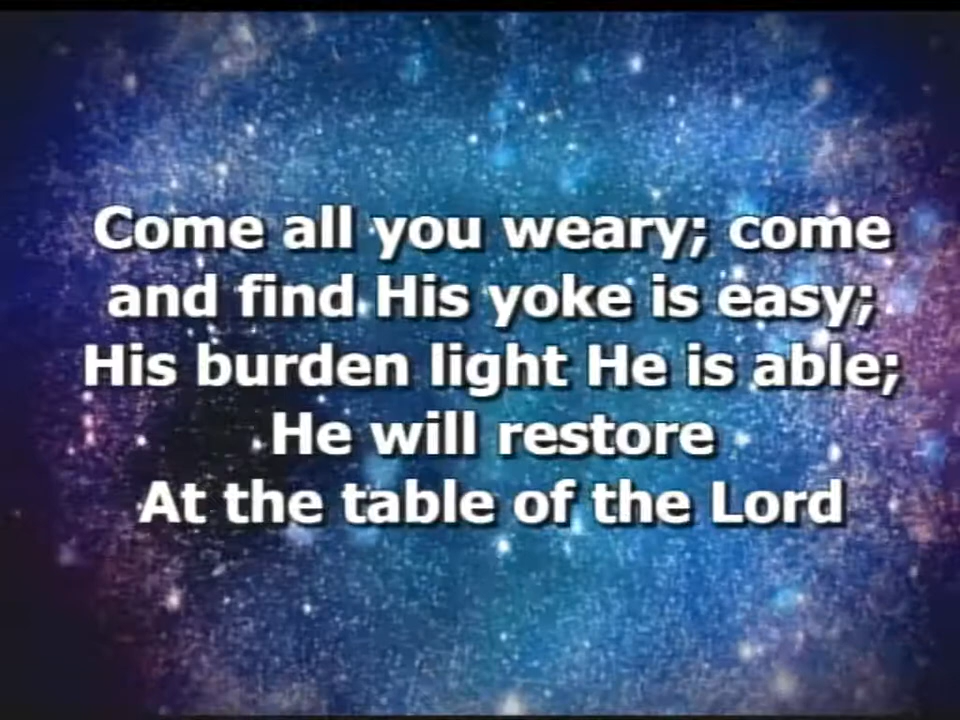 Come all you weary; come
and find His yoke is easy;
His burden light He is able;
He will restore
At the table of the Lord